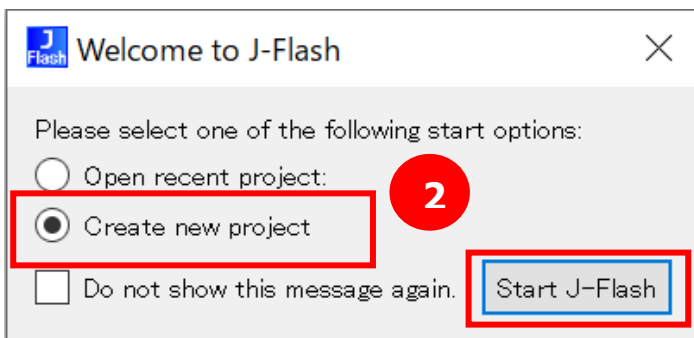 J
Flash
Welcome to J-Flash
Please select one of the following start options:
Open recent project:
2
Create new project
Do not show this message again.
Start J-Flash